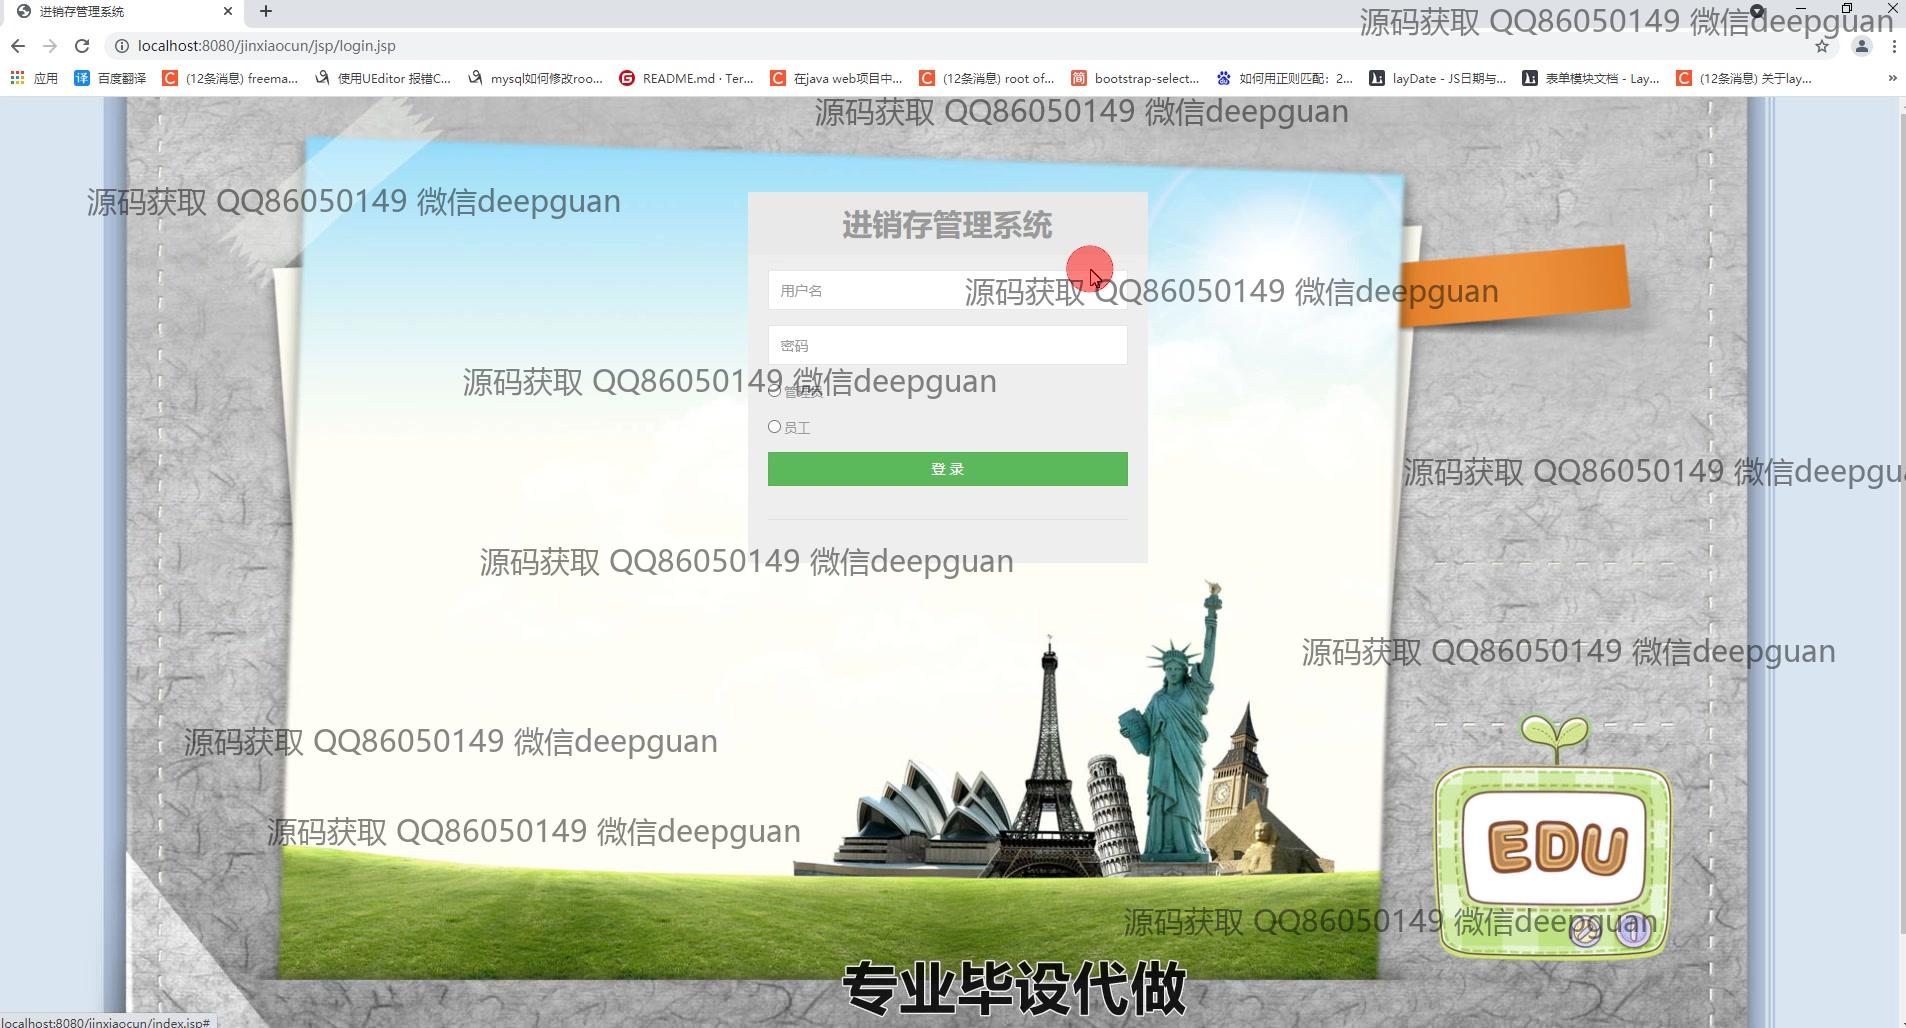 进销存管理系统
源码获取 QQ86050149 微信deepguan
localhost:8080/jinxiaocun/jsp/login.jsp
应用 百度翻译 (12条消息) freema... 使用UEditor 报错C... mysql如何修改roo... README.md · Ter... 在java web项目中... (12条消息) root of... bootstrap-select... 如何用正则匹配：2... layDate - JS日期与... 表单模块文档 - Lay... (12条消息) 关于lay...
源码获取 QQ86050149 微信deepguan
源码获取 QQ86050149 微信deepguan
进销存管理系统
用户名
源码获取 QQ86050149 微信deepguan
密码
源码获取 QQ86050149 微信deepguan
管理员
员工
登 录
源码获取 QQ86050149 微信deepgu
源码获取 QQ86050149 微信deepguan
源码获取 QQ86050149 微信deepguan
源码获取 QQ86050149 微信deepguan
源码获取 QQ86050149 微信deepguan
EDU
源码获取 QQ86050149 微信deepguan
专业毕设代做
localhost:8080/jinxiaocun/index.jsp#